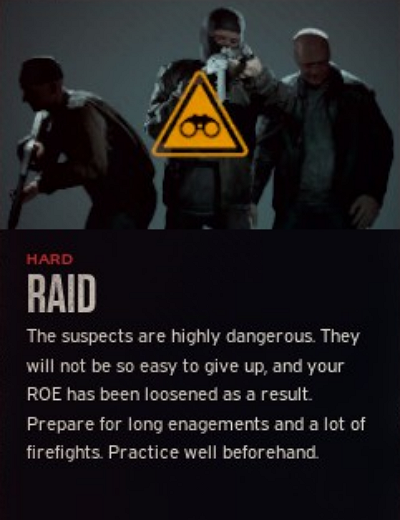 HARD
RAID
The suspects are highly dangerous. They
will not be so easy to give up, and your
ROE has been loosened as a result.
Prepare for long enagements and a lot of
firefights. Practice well beforehand.